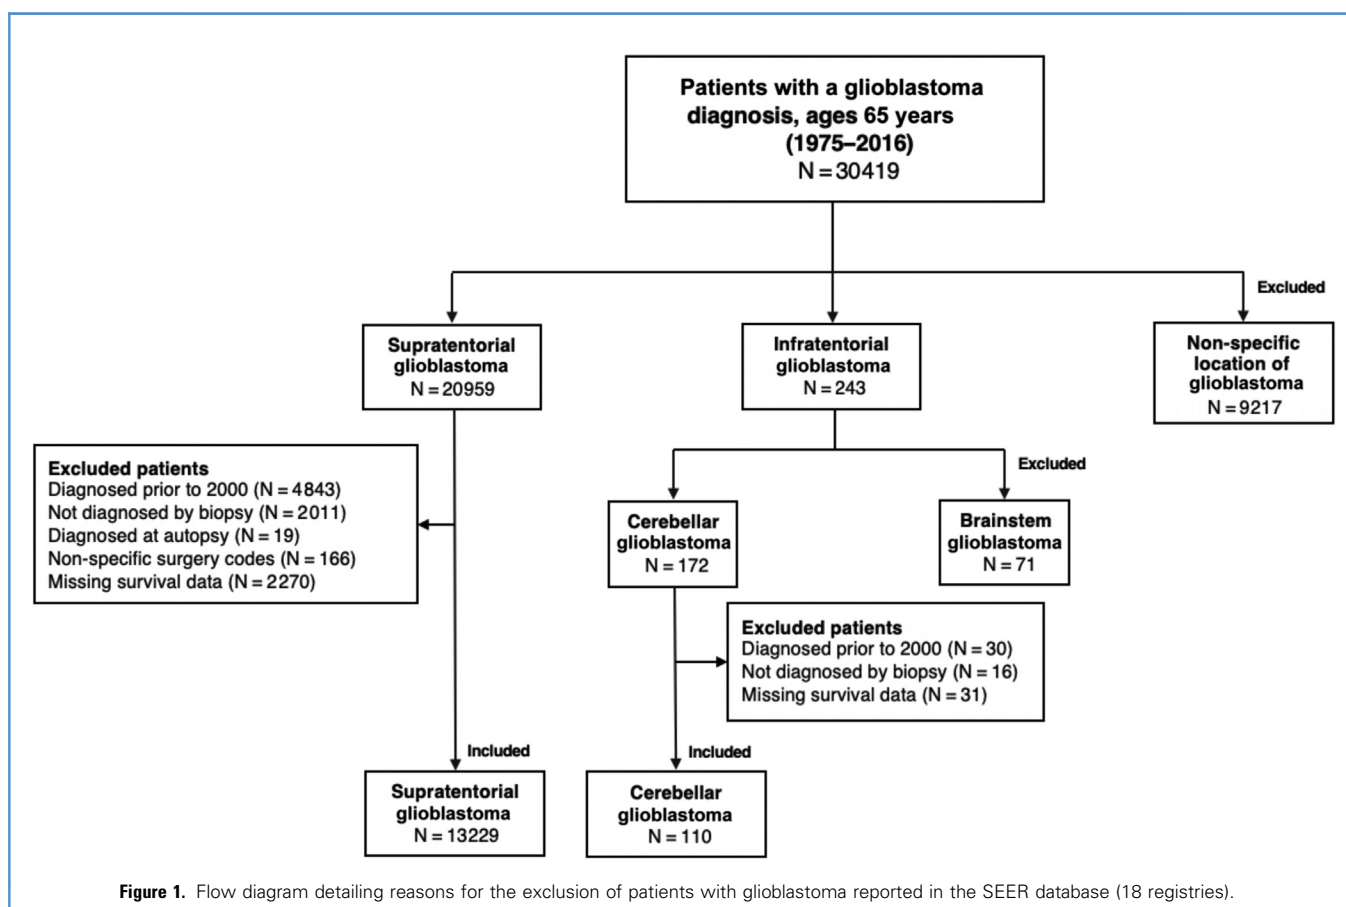 Patients with a glioblastoma
diagnosis, ages 65 years
(1975–2016)
N = 30419
Excluded
Supratentorial
glioblastoma
N = 20959
Infratentorial
glioblastoma
N = 243
Non-specific
location of
glioblastoma
N = 9217
Excluded patients
Diagnosed prior to 2000 (N = 4843)
Not diagnosed by biopsy (N = 2011)
Diagnosed at autopsy (N = 19)
Non-specific surgery codes (N = 166)
Missing survival data (N = 2270)
Excluded
Cerebellar
glioblastoma
N = 172
Brainstem
glioblastoma
N = 71
Excluded patients
Diagnosed prior to 2000 (N = 30)
Not diagnosed by biopsy (N = 16)
Missing survival data (N = 31)
Included
Supratentorial
glioblastoma
N = 13229
Included
Cerebellar
glioblastoma
N = 110
Figure 1. Flow diagram detailing reasons for the exclusion of patients with glioblastoma reported in the SEER database (18 registries).